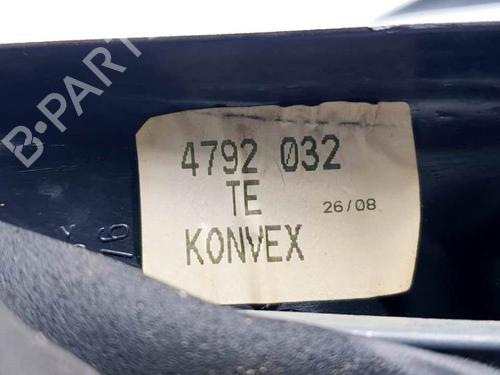 B-PARTS
4792 032
TE 26/08
KONVEX